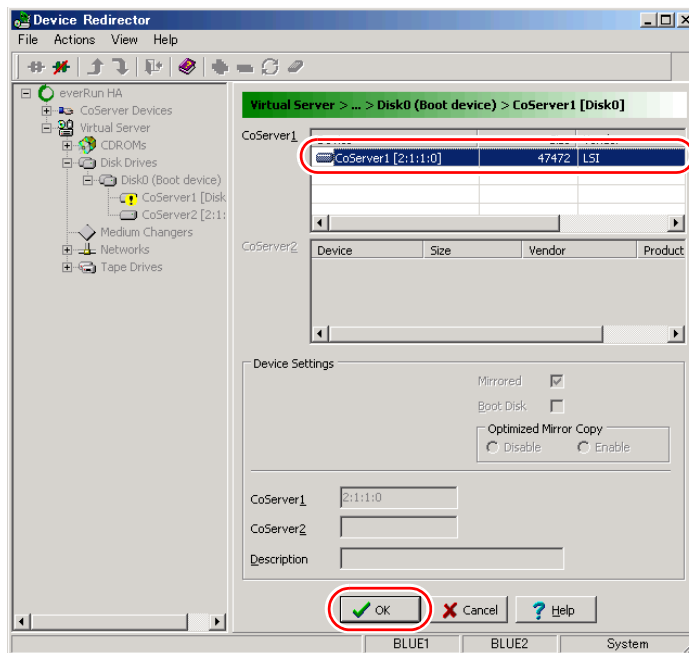 Device Redirector
File Actions View Help
everRun HA
CoServer Devices
Virtual Server
CDROMs
Disk Drives
Disk0 (Boot device)
CoServer1 [Disk
CoServer2 [2:1:
Medium Changers
Networks
Tape Drives
Virtual Server > ... > Disk0 (Boot device) > CoServer1 [Disk0]
CoServer1
CoServer1 [2:1:1:0] 47472 LSI
CoServer2
Device Size Vendor Product
Device Settings
Mirrored
Boot Disk
Optimized Mirror Copy
Disable Enable
CoServer1 2:1:1:0
CoServer2
Description
OK Cancel ? Help
BLUE1 BLUE2 System